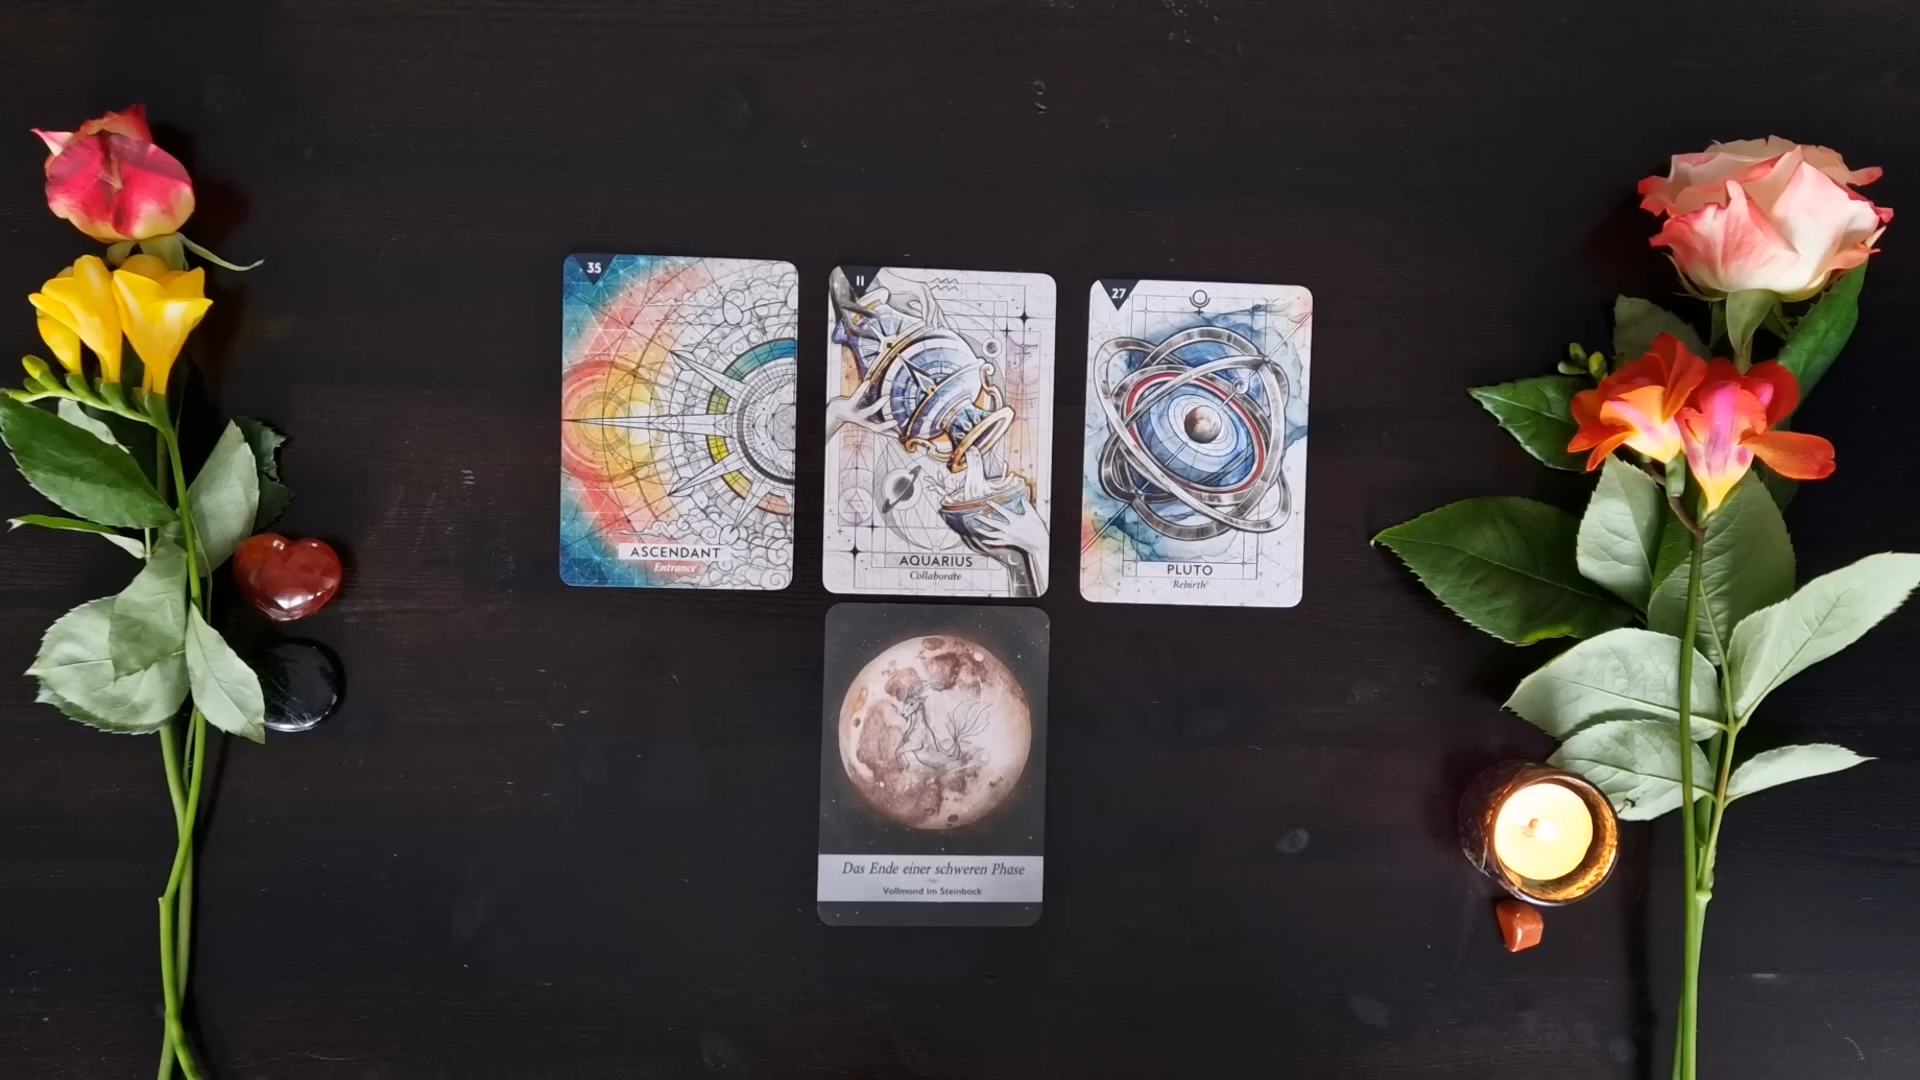 35
ASCENDANT
Entrance
11
AQUARIUS
Collaborate
27
PLUTO
Rebirth
Das Ende einer schweren Phase
Vollmond im Steinbock